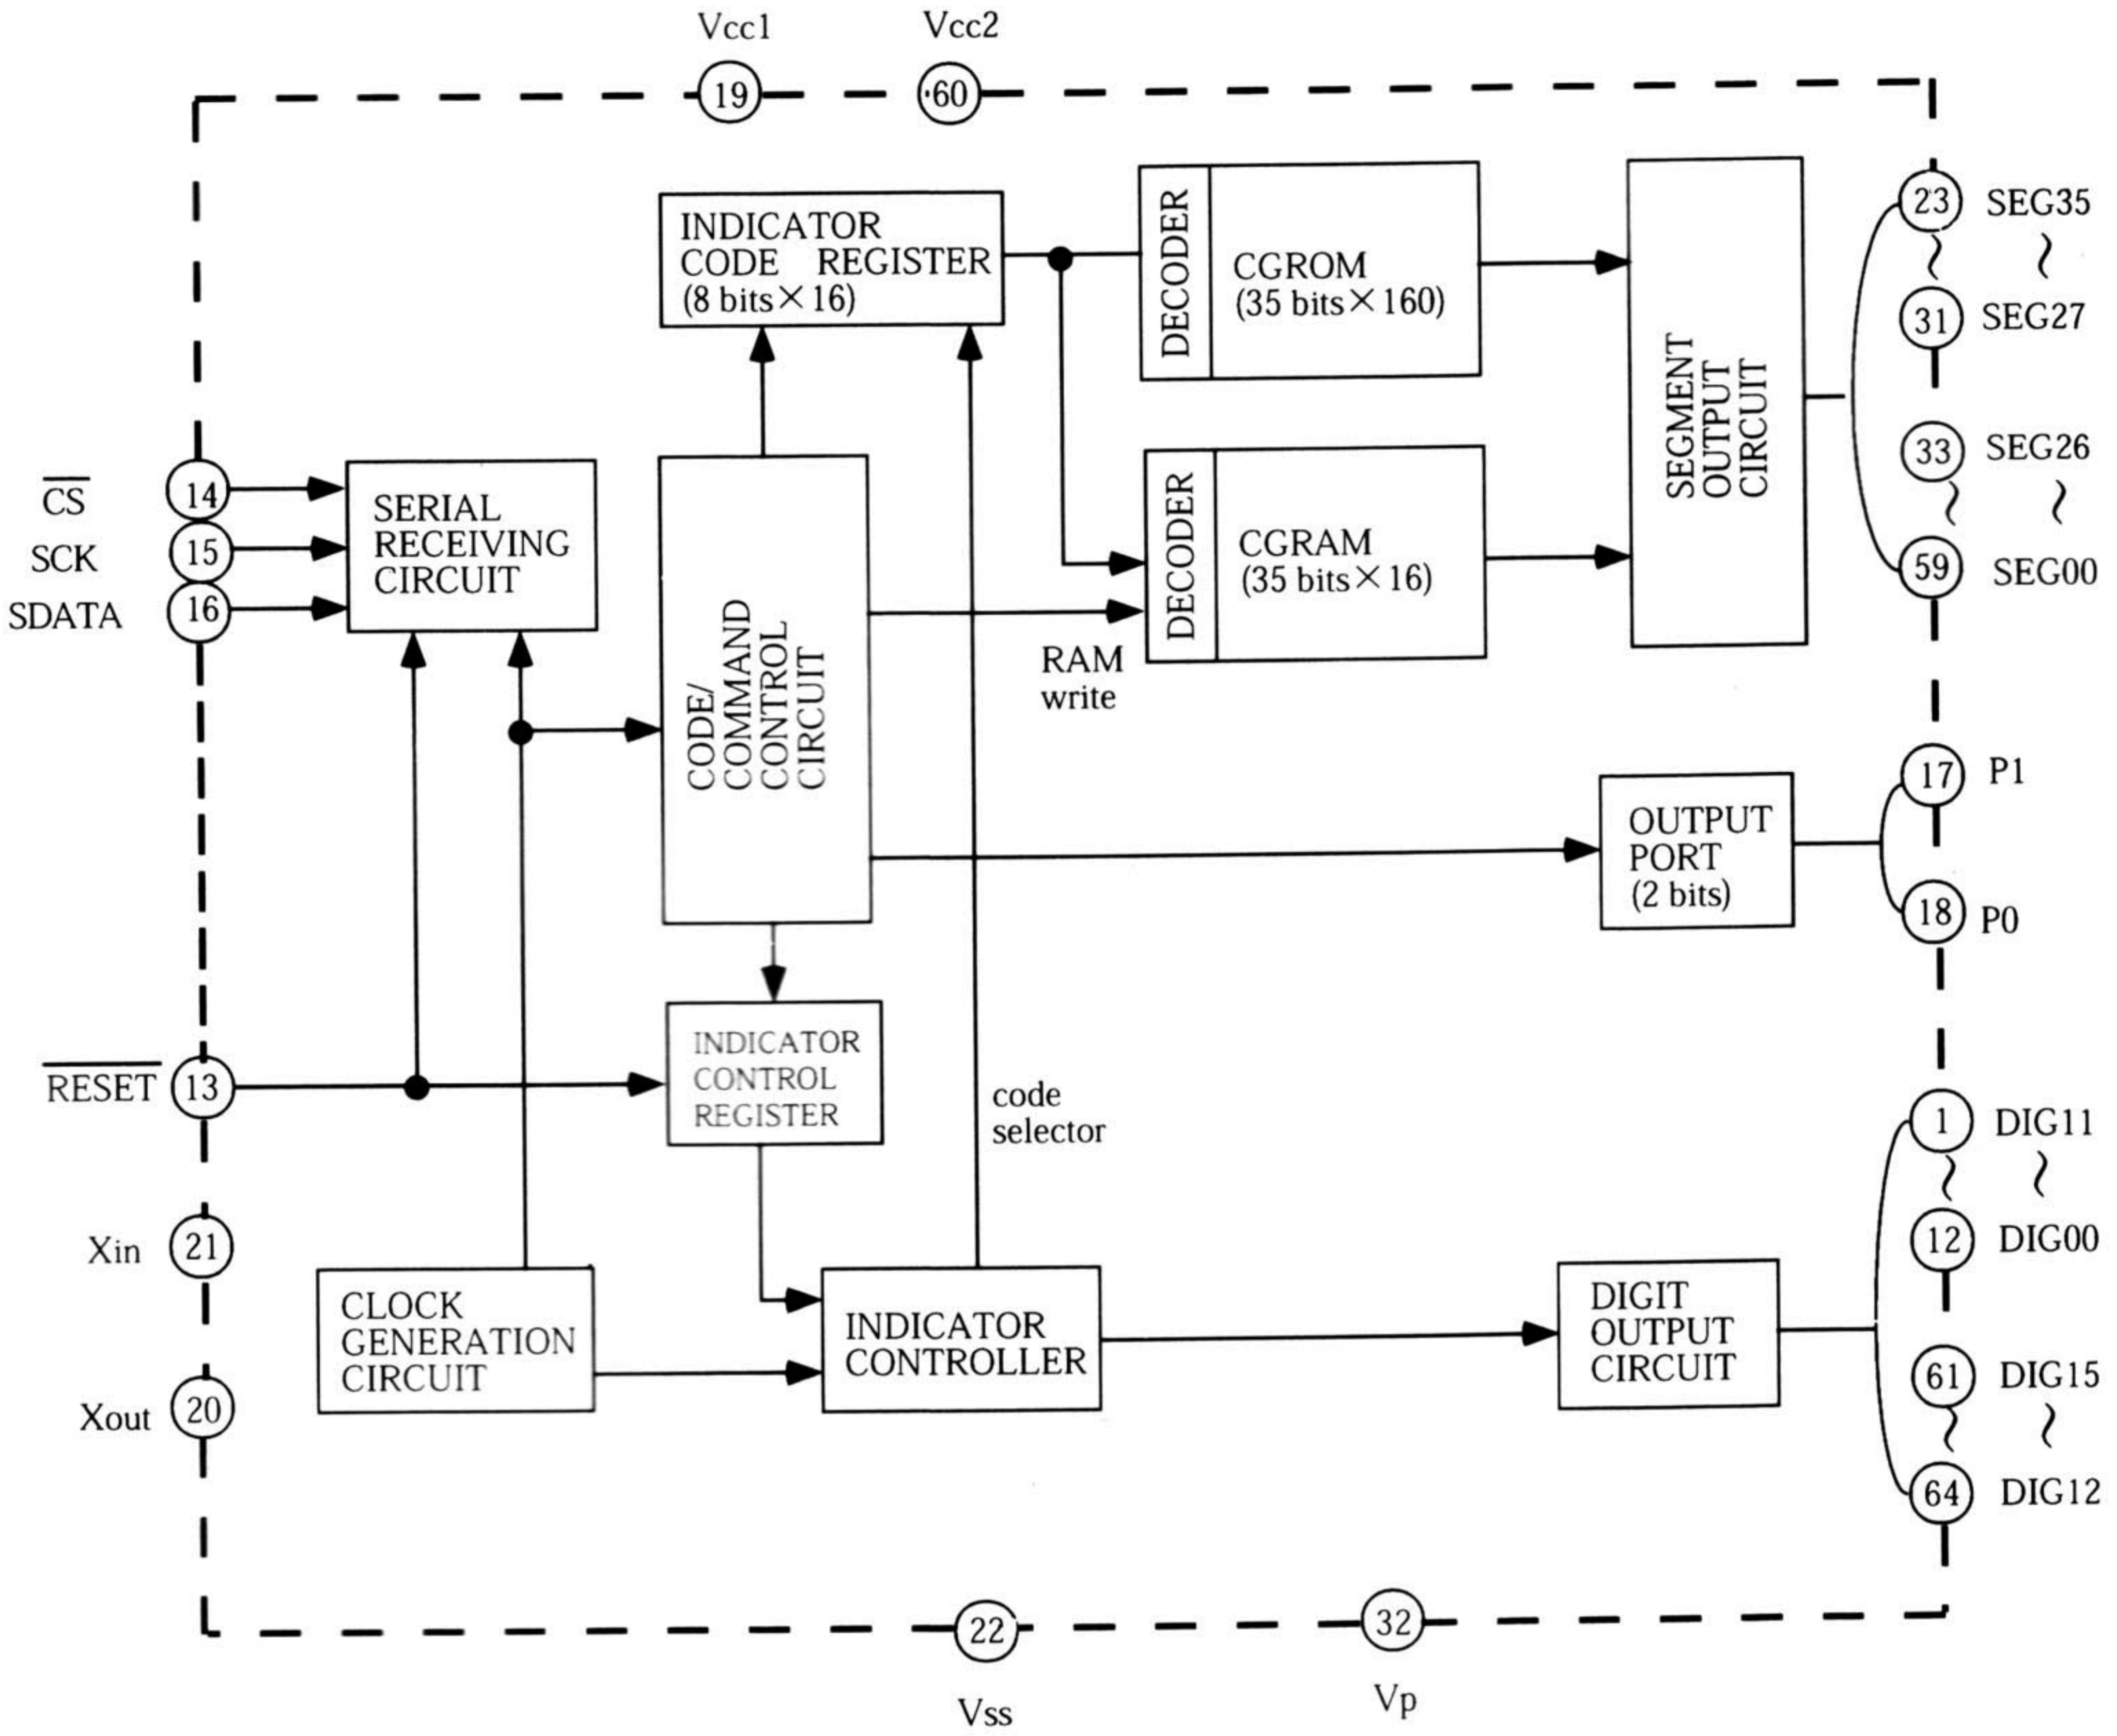 Vcc1 Vcc2
19 60
INDICATOR
CODE REGISTER
(8 bits×16)
DECODER
CGROM
(35 bits×160)
SEGMENT
OUTPUT
CIRCUIT
23 SEG35
31 SEG27
33 SEG26
59 SEG00
C̅S̅ 14
SCK 15
SDATA 16
SERIAL
RECEIVING
CIRCUIT
CODE/
COMMAND
CONTROL
CIRCUIT
DECODER
CGRAM
(35 bits×16)
RAM
write
17 P1
OUTPUT
PORT
(2 bits)
18 P0
R̅E̅S̅E̅T̅ 13
INDICATOR
CONTROL
REGISTER
code
selector
1 DIG11
12 DIG00
61 DIG15
64 DIG12
Xin 21
Xout 20
CLOCK
GENERATION
CIRCUIT
INDICATOR
CONTROLLER
DIGIT
OUTPUT
CIRCUIT
22 32
Vss Vp